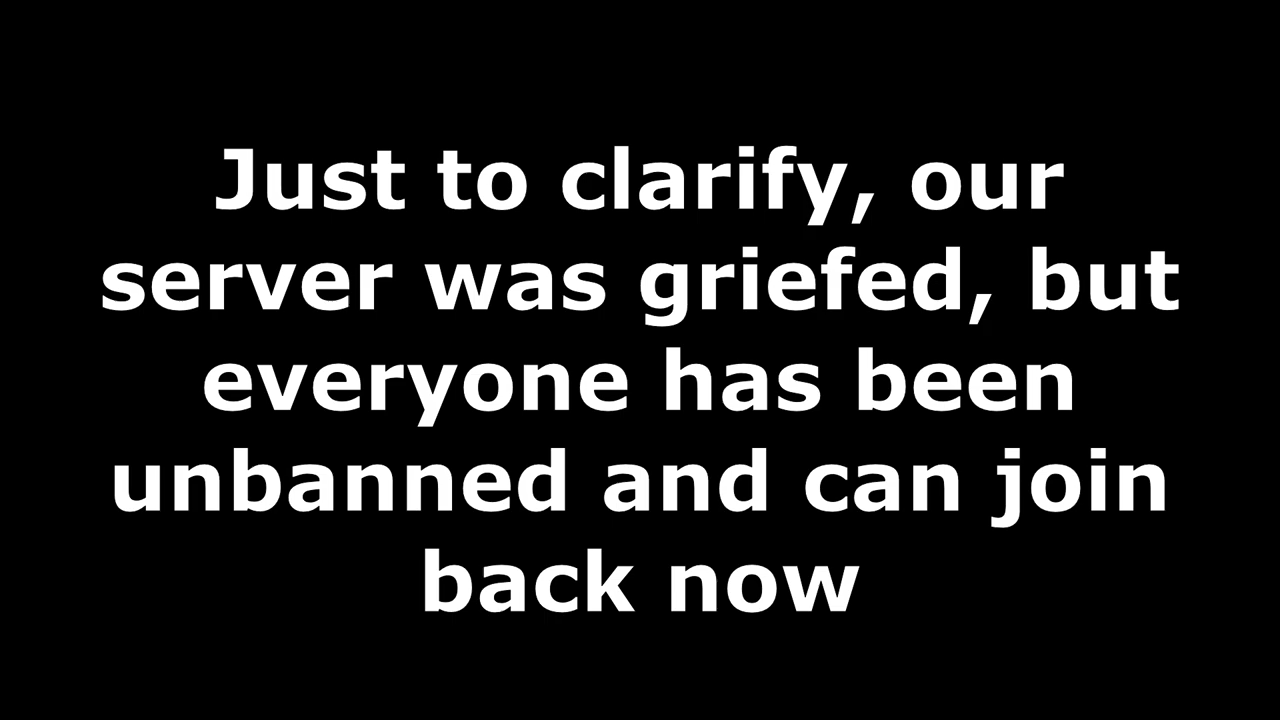 Just to clarify, our
server was griefed, but
everyone has been
unbanned and can join
back now